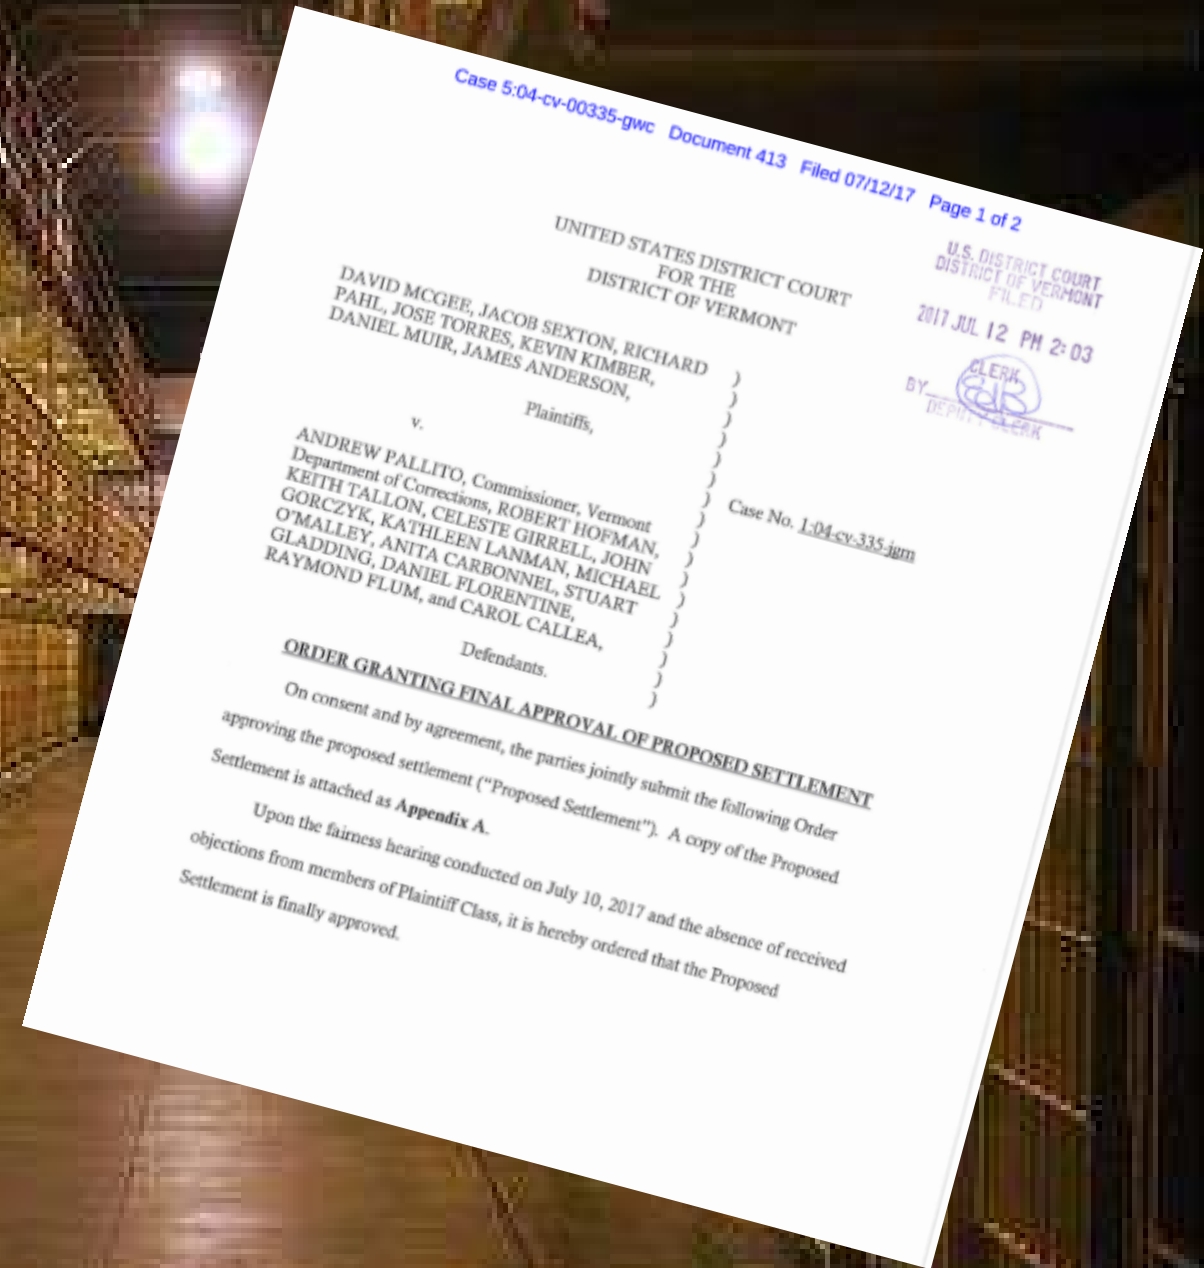 Case 5:04-cv-00335-gwc Document 413 Filed 07/12/17 Page 1 of 2
U.S. DISTRICT COURT
DISTRICT OF VERMONT
FILED
2017 JUL 12 PM 2:03
CLERK
BY
DEPUTY CLERK
UNITED STATES DISTRICT COURT
FOR THE
DISTRICT OF VERMONT
DAVID MCGEE, JACOB SEXTON, RICHARD )
PAHL, JOSE TORRES, KEVIN KIMBER, )
DANIEL MUIR, JAMES ANDERSON, )
)
Plaintiffs, )
)
v. )
)
ANDREW PALLITO, Commissioner, Vermont )
Department of Corrections, ROBERT HOFMAN, ) Case No. 1:04-cv-335-jgm
KEITH TALLON, CELESTE GIRRELL, JOHN )
GORCZYK, KATHLEEN LANMAN, MICHAEL )
O'MALLEY, ANITA CARBONNEL, STUART )
GLADDING, DANIEL FLORENTINE, )
RAYMOND FLUM, and CAROL CALLEA, )
)
Defendants. )
ORDER GRANTING FINAL APPROVAL OF PROPOSED SETTLEMENT
On consent and by agreement, the parties jointly submit the following Order
approving the proposed settlement (“Proposed Settlement”). A copy of the Proposed
Settlement is attached as Appendix A.
Upon the fairness hearing conducted on July 10, 2017 and the absence of received
objections from members of Plaintiff Class, it is hereby ordered that the Proposed
Settlement is finally approved.